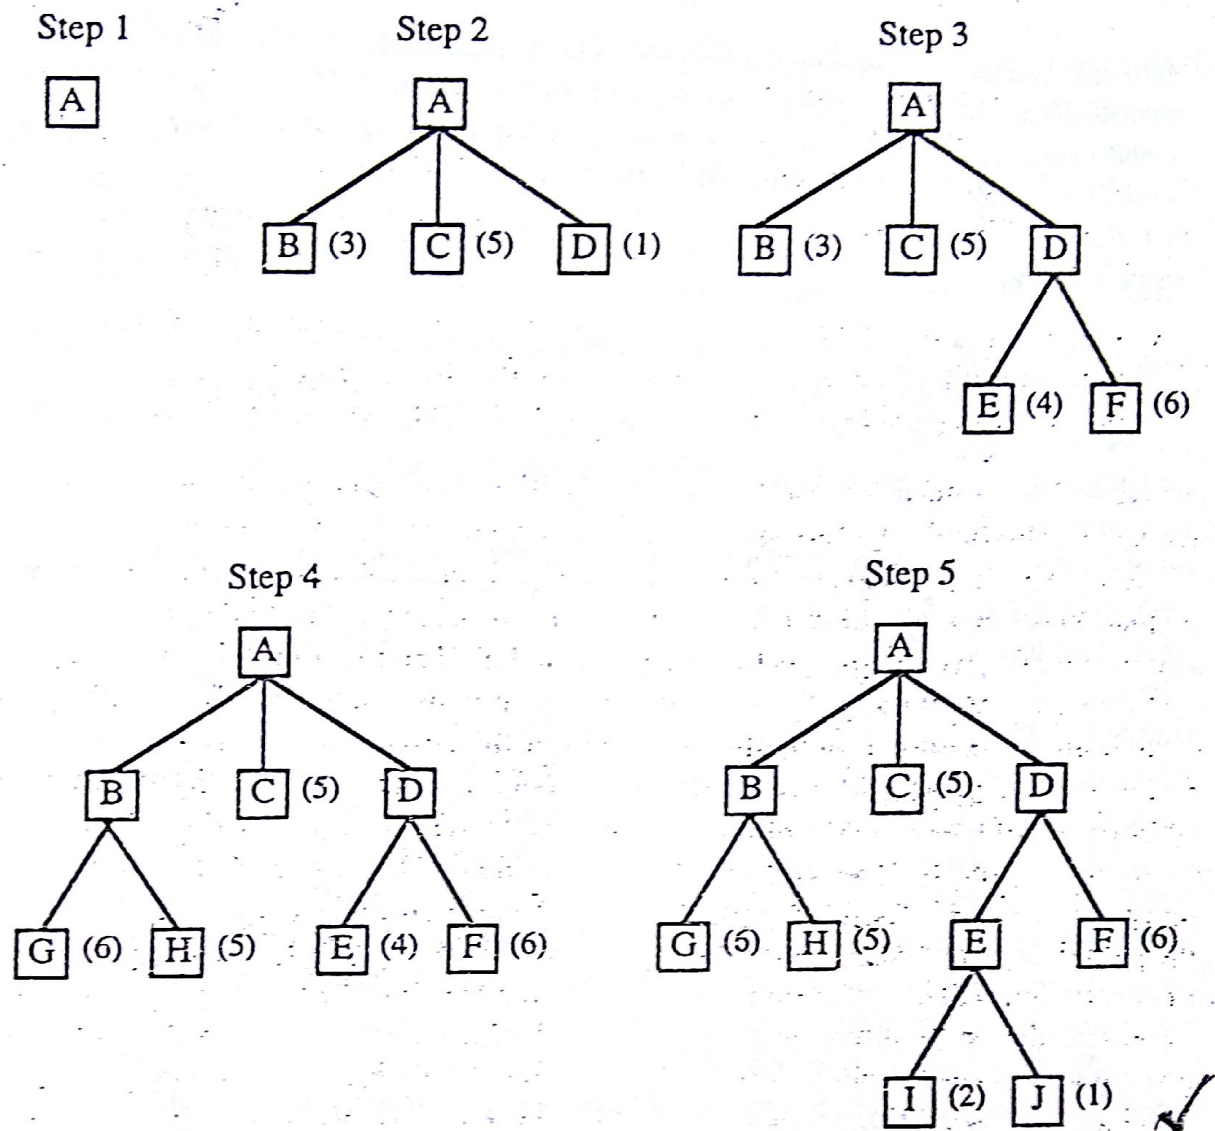 Step 1
Step 2
Step 3
A
A
A
B (3) C (5) D (1)
B (3) C (5) D
E (4) F (6)
Step 4
Step 5
A
A
B C (5) D
B C (5) D
G (6) H (5) E (4) F (6)
G (6) H (5) E F (6)
I (2) J (1)